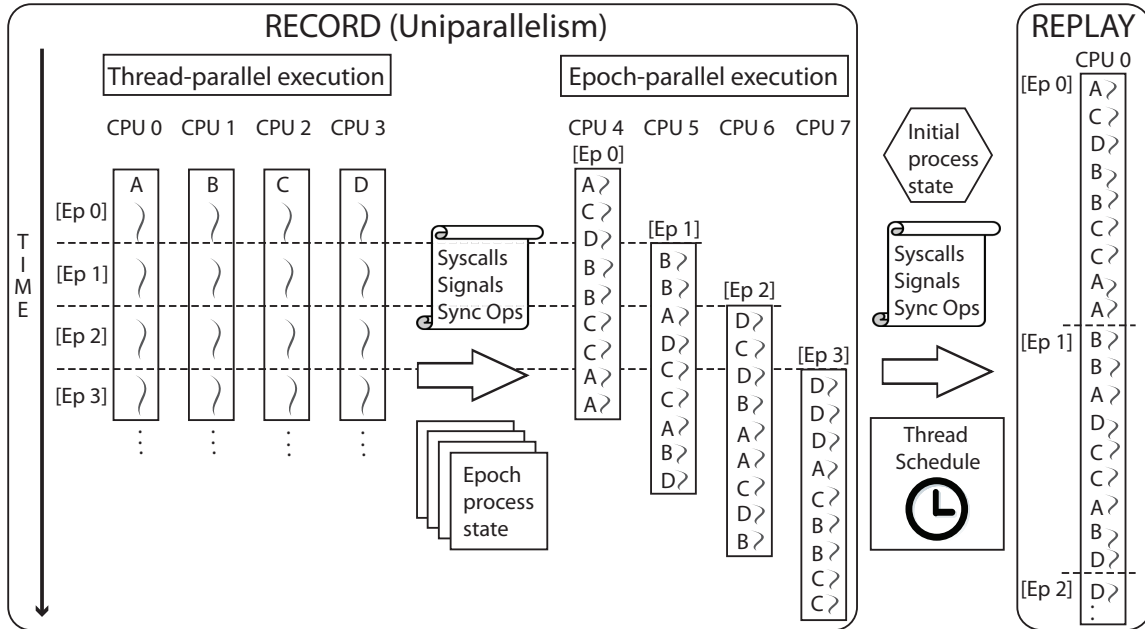 RECORD (Uniparallelism)
Thread-parallel execution
Epoch-parallel execution
CPU 0
CPU 1
CPU 2
CPU 3
CPU 4
CPU 5
CPU 6
CPU 7
TIME
A
B
C
D
[Ep 0]
[Ep 1]
[Ep 2]
[Ep 3]
Syscalls
Signals
Sync Ops
Epoch
process
state
[Ep 0]
A
C
D
B
B
C
C
A
A
[Ep 1]
B
B
A
D
C
C
A
B
D
[Ep 2]
D
C
D
B
A
A
C
D
B
[Ep 3]
D
D
D
A
C
B
B
C
C
Initial
process
state
Syscalls
Signals
Sync Ops
Thread
Schedule
REPLAY
CPU 0
[Ep 0]
A
C
D
B
B
C
C
A
A
[Ep 1]
B
B
A
D
C
C
A
B
D
[Ep 2]
D